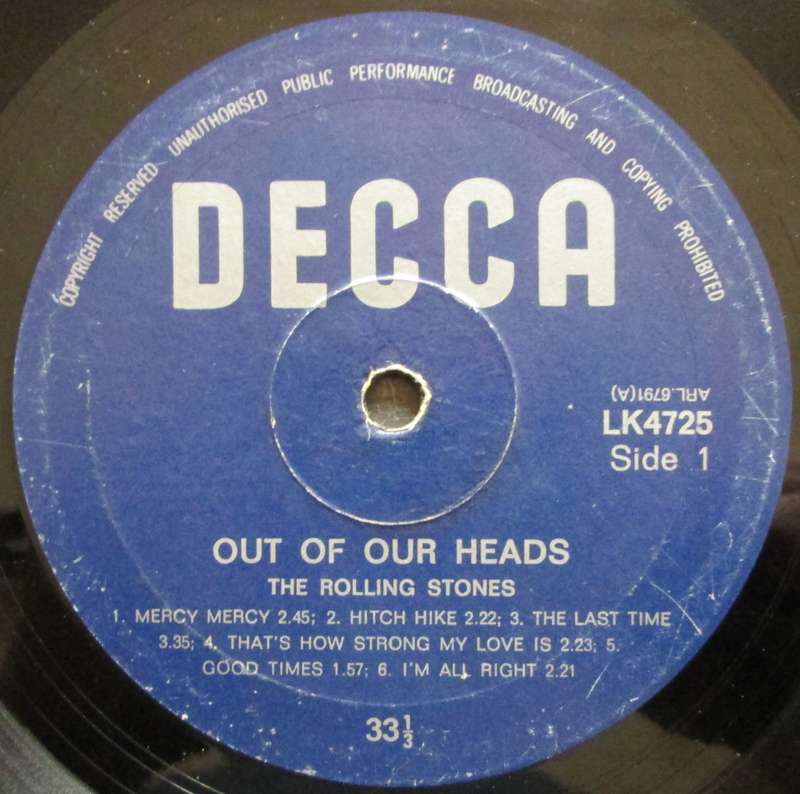 COPYRIGHT RESERVED UNAUTHORISED PUBLIC PERFORMANCE BROADCASTING AND COPYING PROHIBITED
DECCA
ARL.6791(A)
LK4725
Side 1
OUT OF OUR HEADS
THE ROLLING STONES
1. MERCY MERCY 2.45; 2. HITCH HIKE 2.22; 3. THE LAST TIME
3.35; 4. THAT'S HOW STRONG MY LOVE IS 2.23; 5.
GOOD TIMES 1.57; 6. I'M ALL RIGHT 2.21
33⅓